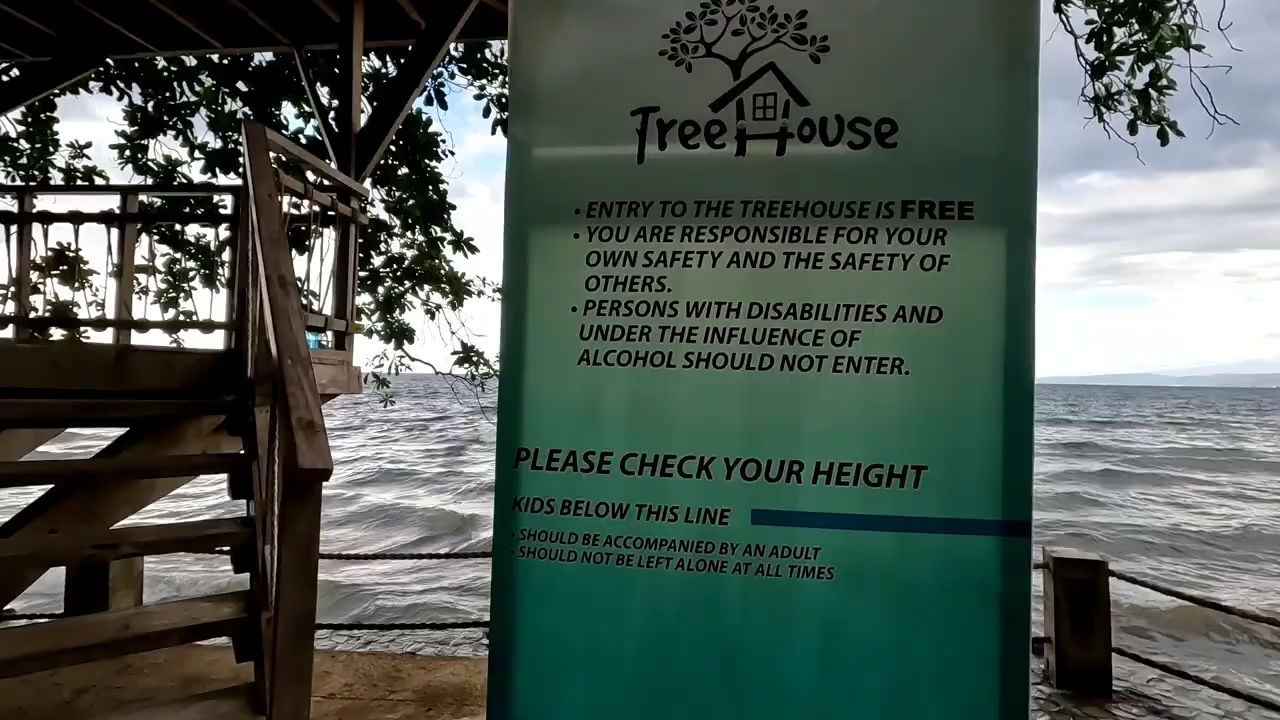 TreeHouse
• ENTRY TO THE TREEHOUSE IS FREE
• YOU ARE RESPONSIBLE FOR YOUR
OWN SAFETY AND THE SAFETY OF
OTHERS.
• PERSONS WITH DISABILITIES AND
UNDER THE INFLUENCE OF
ALCOHOL SHOULD NOT ENTER.
PLEASE CHECK YOUR HEIGHT
KIDS BELOW THIS LINE
• SHOULD BE ACCOMPANIED BY AN ADULT
• SHOULD NOT BE LEFT ALONE AT ALL TIMES